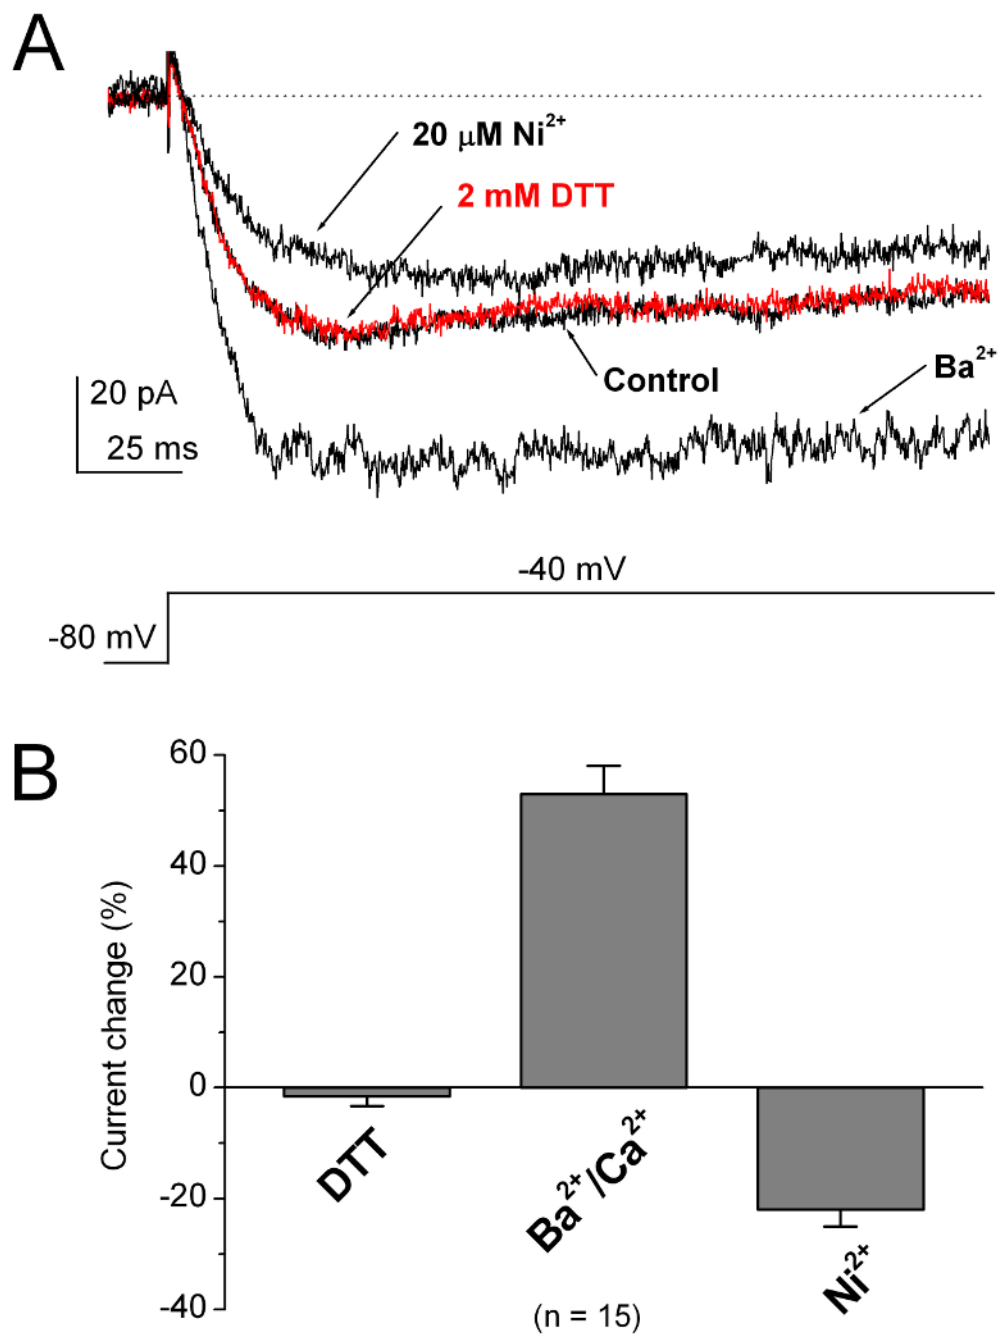 A
20 μM Ni²⁺
2 mM DTT
Control
Ba²⁺
20 pA
25 ms
-40 mV
-80 mV
B
Current change (%)
60
40
20
0
-20
-40
DTT
Ba²⁺/Ca²⁺
Ni²⁺
(n = 15)